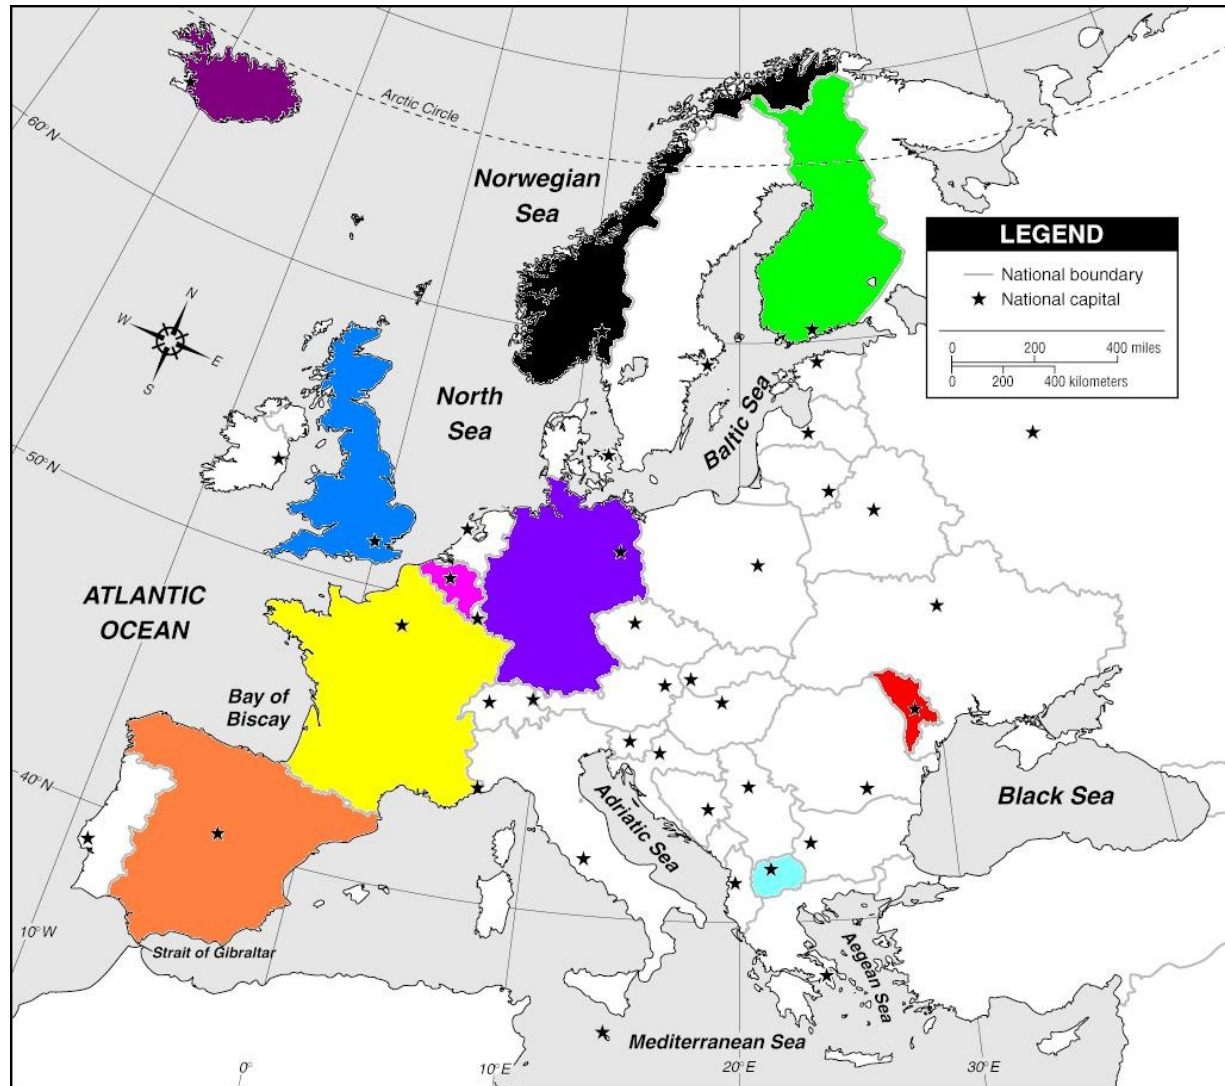 Arctic Circle
60°N
Norwegian
Sea
LEGEND
National boundary
National capital
0 200 400 miles
0 200 400 kilometers
N
W
E
S
North
Sea
Baltic Sea
50°N
ATLANTIC
OCEAN
Bay of
Biscay
40°N
Adriatic Sea
Black Sea
10°W
Strait of Gibraltar
Aegean Sea
Mediterranean Sea
0°
10°E
20°E
30°E